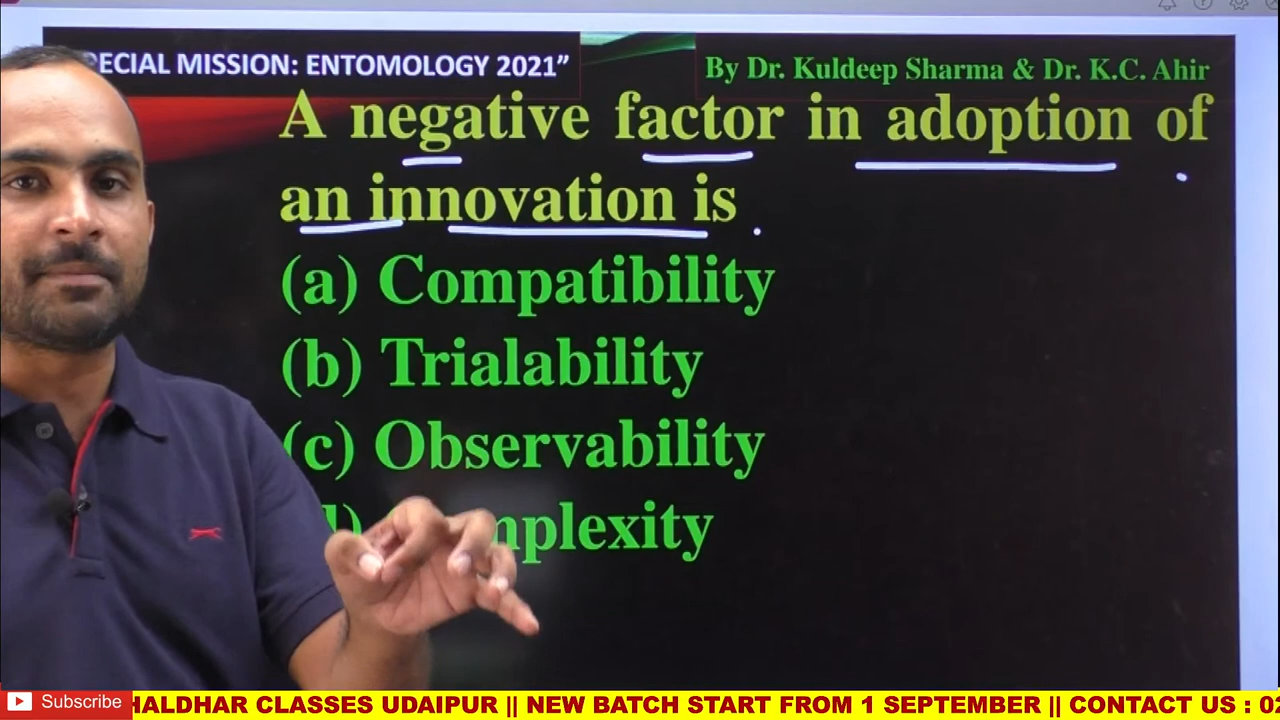 ECIAL MISSION: ENTOMOLOGY 2021”
By Dr. Kuldeep Sharma & Dr. K.C. Ahir
A negative factor in adoption of
an innovation is
(a) Compatibility
(b) Trialability
(c) Observability
mplexity
Subscribe
HALDHAR CLASSES UDAIPUR || NEW BATCH START FROM 1 SEPTEMBER || CONTACT US : 02